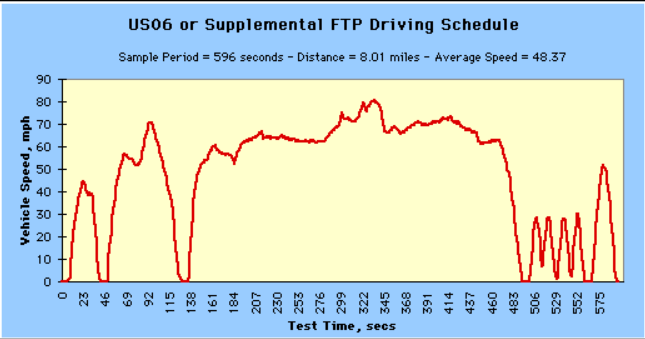 US06 or Supplemental FTP Driving Schedule
Sample Period = 596 seconds - Distance = 8.01 miles - Average Speed = 48.37
90
80
70
60
50
40
30
20
10
0
Vehicle Speed, mph
0 23 46 69 92 115 138 161 184 207 230 253 276 299 322 345 368 391 414 437 460 483 506 529 552 575
Test Time, secs